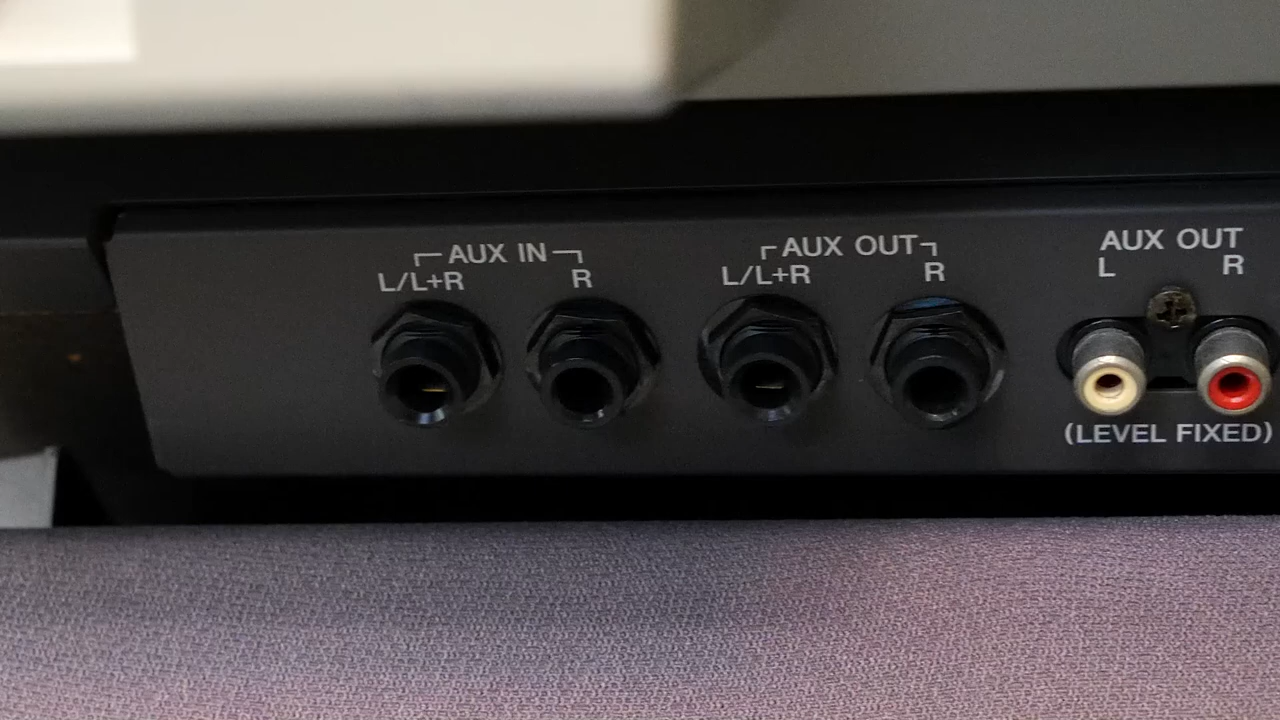 AUX IN
L/L+R R
AUX OUT
L/L+R R
AUX OUT
L R
(LEVEL FIXED)